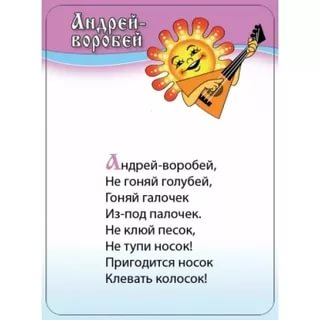 Андрей-
воробей
Андрей-воробей,
Не гоняй голубей,
Гоняй галочек
Из-под палочек.
Не клюй песок,
Не тупи носок!
Пригодится носок
Клевать колосок!